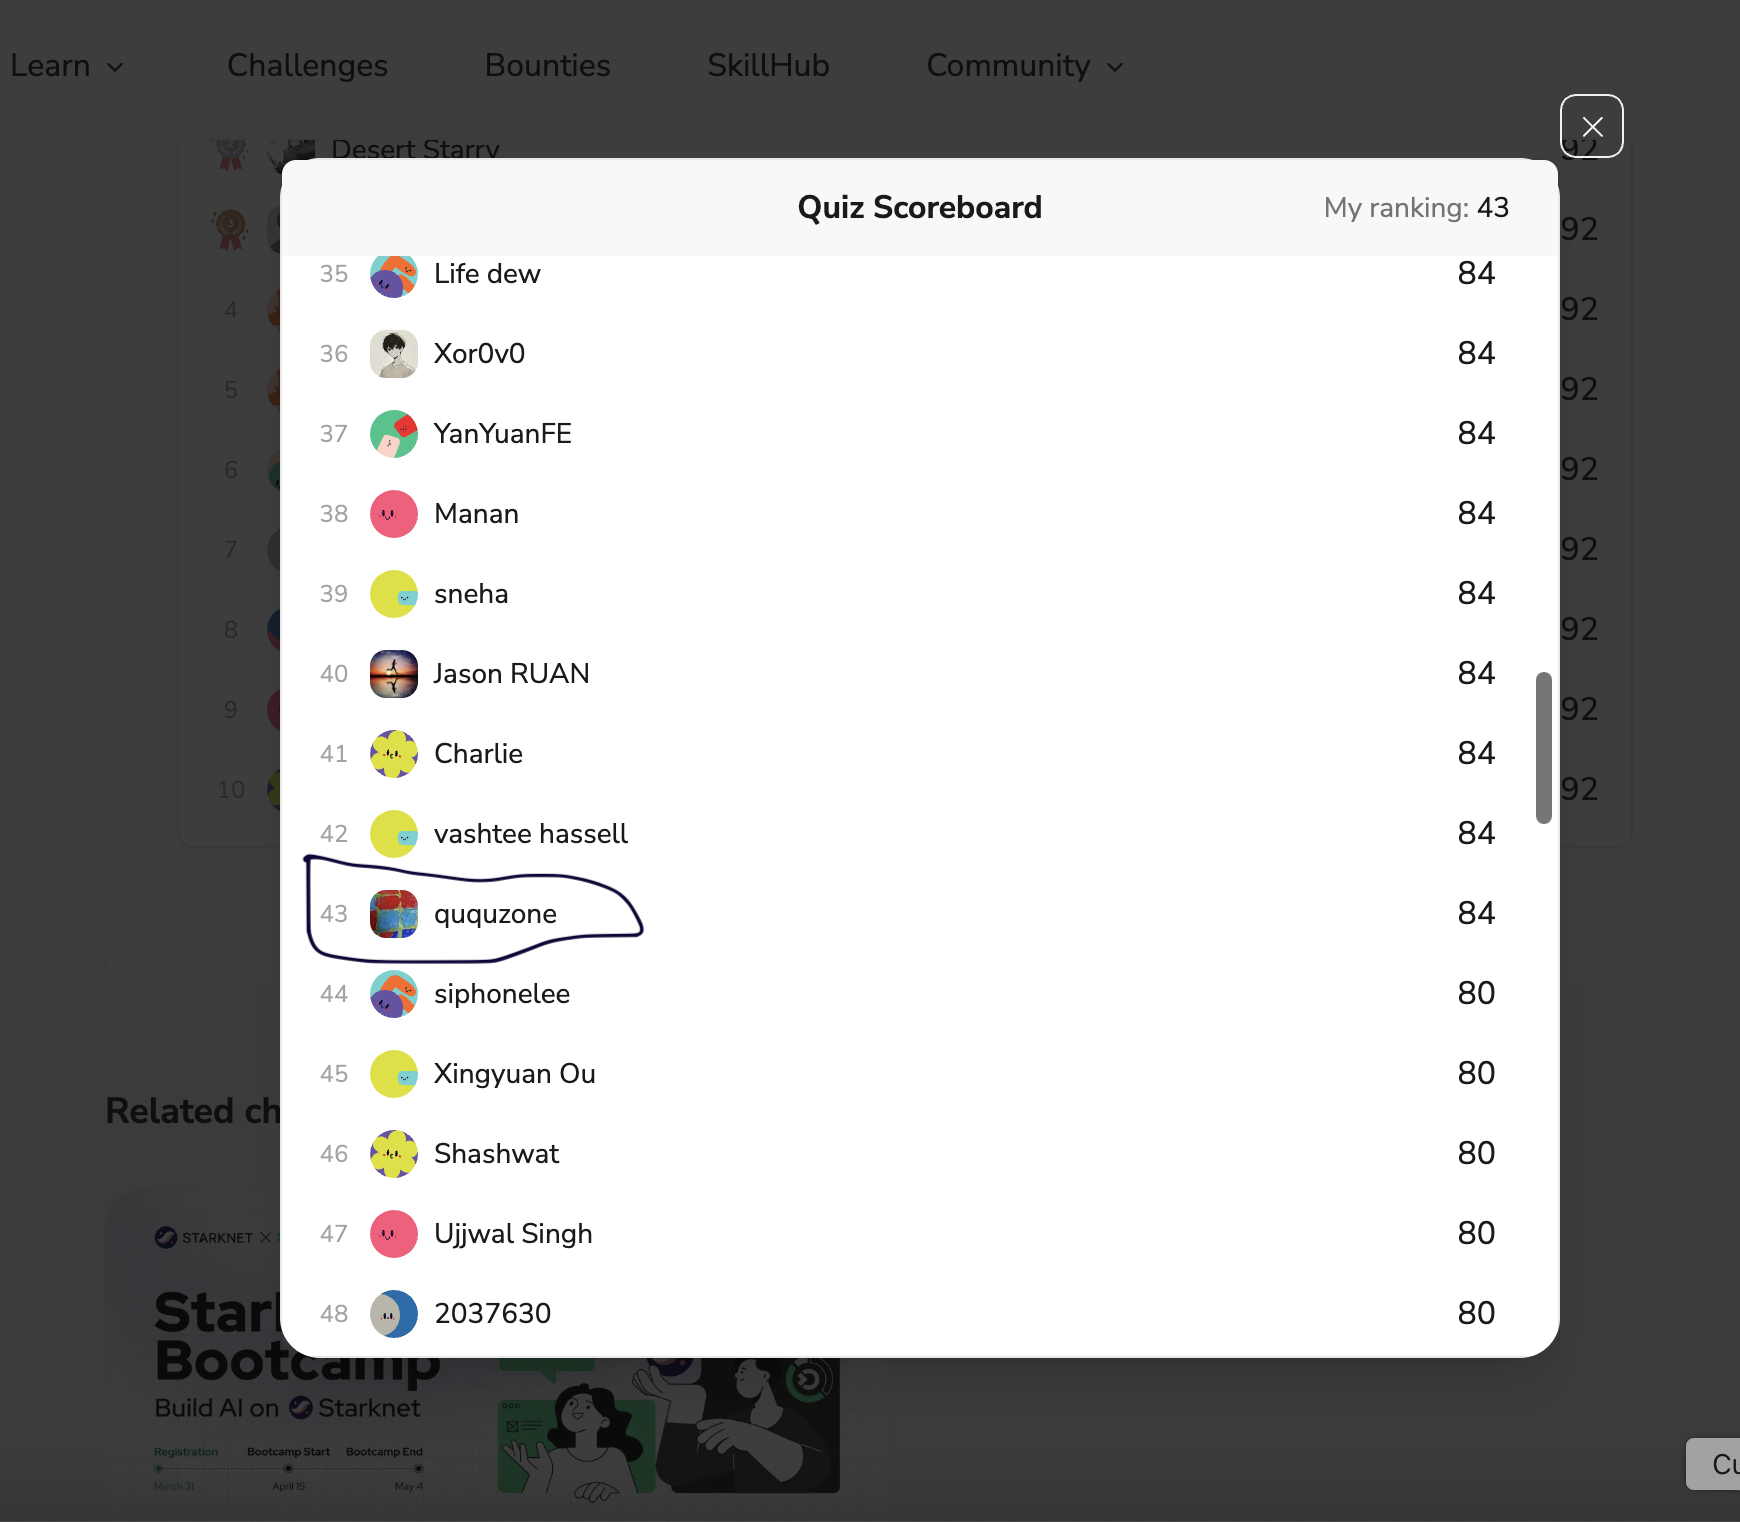 Learn
Challenges
Bounties
SkillHub
Community
Desert Starry
92
Quiz Scoreboard
My ranking: 43
3
92
35 Life dew 84
4 92
36 Xor0v0 84
5 92
37 YanYuanFE 84
6 92
38 Manan 84
7 92
39 sneha 84
8 92
40 Jason RUAN 84
9 92
41 Charlie 84
10 92
42 vashtee hassell 84
43 ququzone 84
44 siphonelee 80
45 Xingyuan Ou 80
Related ch
46 Shashwat 80
47 Ujjwal Singh 80
STARKNET ×
48 2037630 80
Star
Bootcamp
Build AI on Starknet
Registration Bootcamp Start Bootcamp End
March 31 April 15 May 4
Cu